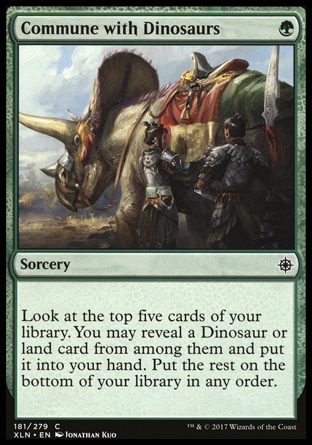 Commune with Dinosaurs
Sorcery
Look at the top five cards of your
library. You may reveal a Dinosaur or
land card from among them and put
it into your hand. Put the rest on the
bottom of your library in any order.
181/279 C
XLN • EN JONATHAN KUO
™ & © 2017 Wizards of the Coast